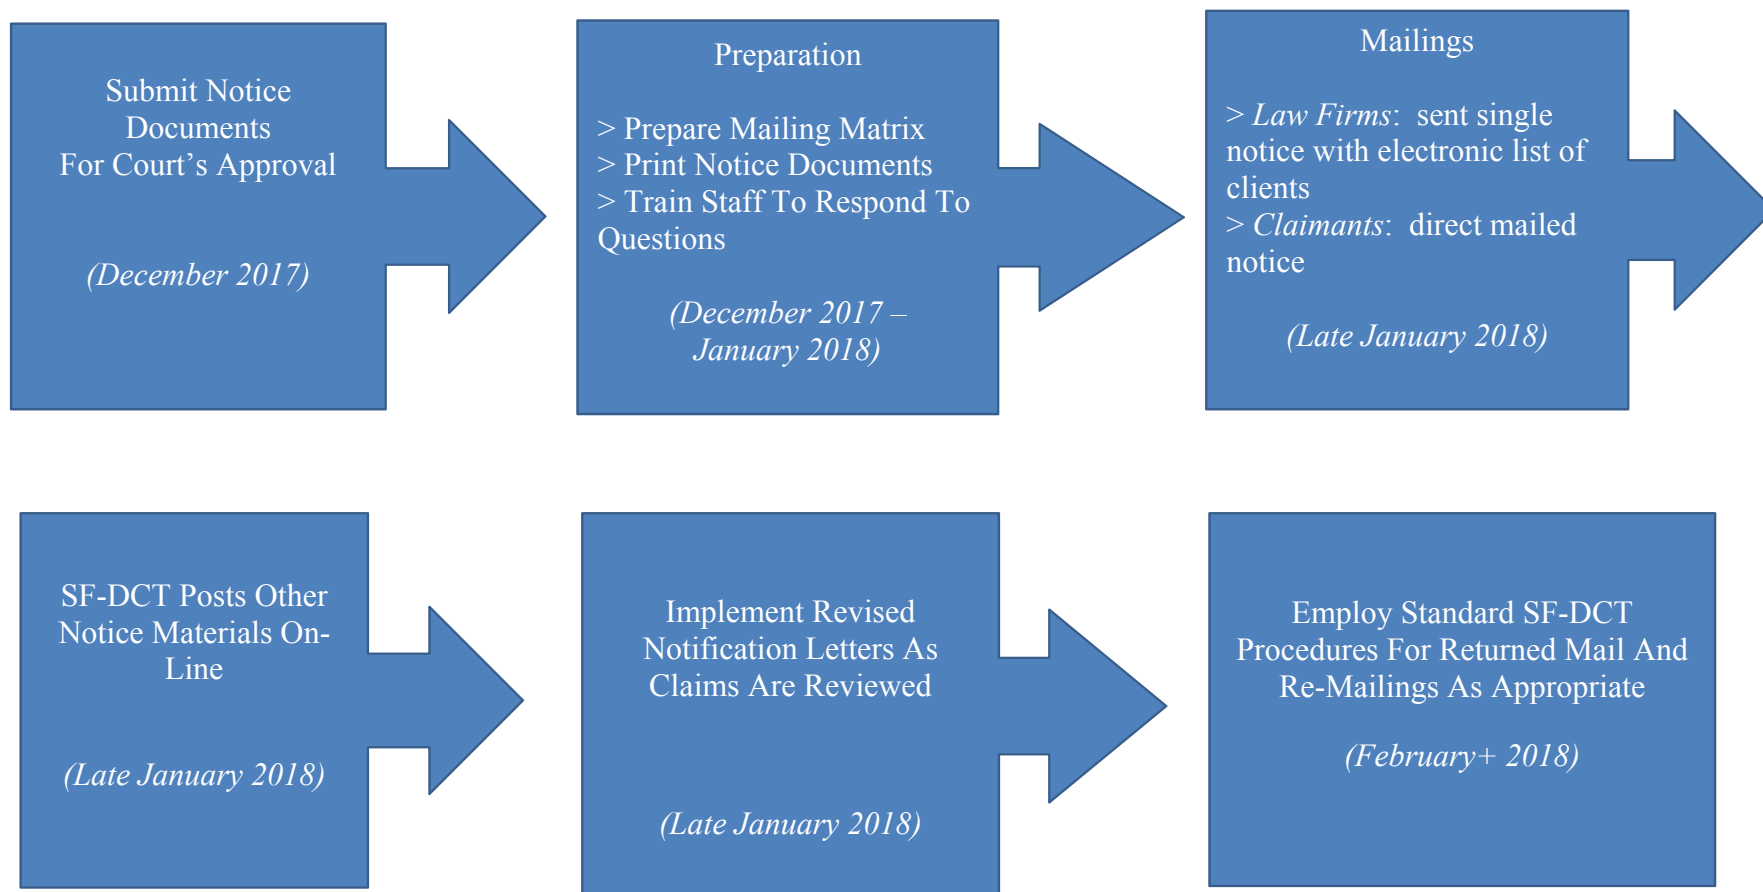 Submit Notice
Documents
For Court’s Approval
(December 2017)
Preparation
> Prepare Mailing Matrix
> Print Notice Documents
> Train Staff To Respond To
Questions
(December 2017 –
January 2018)
Mailings
> Law Firms:  sent single
notice with electronic list of
clients
> Claimants:  direct mailed
notice
(Late January 2018)
SF-DCT Posts Other
Notice Materials On-
Line
(Late January 2018)
Implement Revised
Notification Letters As
Claims Are Reviewed
(Late January 2018)
Employ Standard SF-DCT
Procedures For Returned Mail And
Re-Mailings As Appropriate
(February+ 2018)